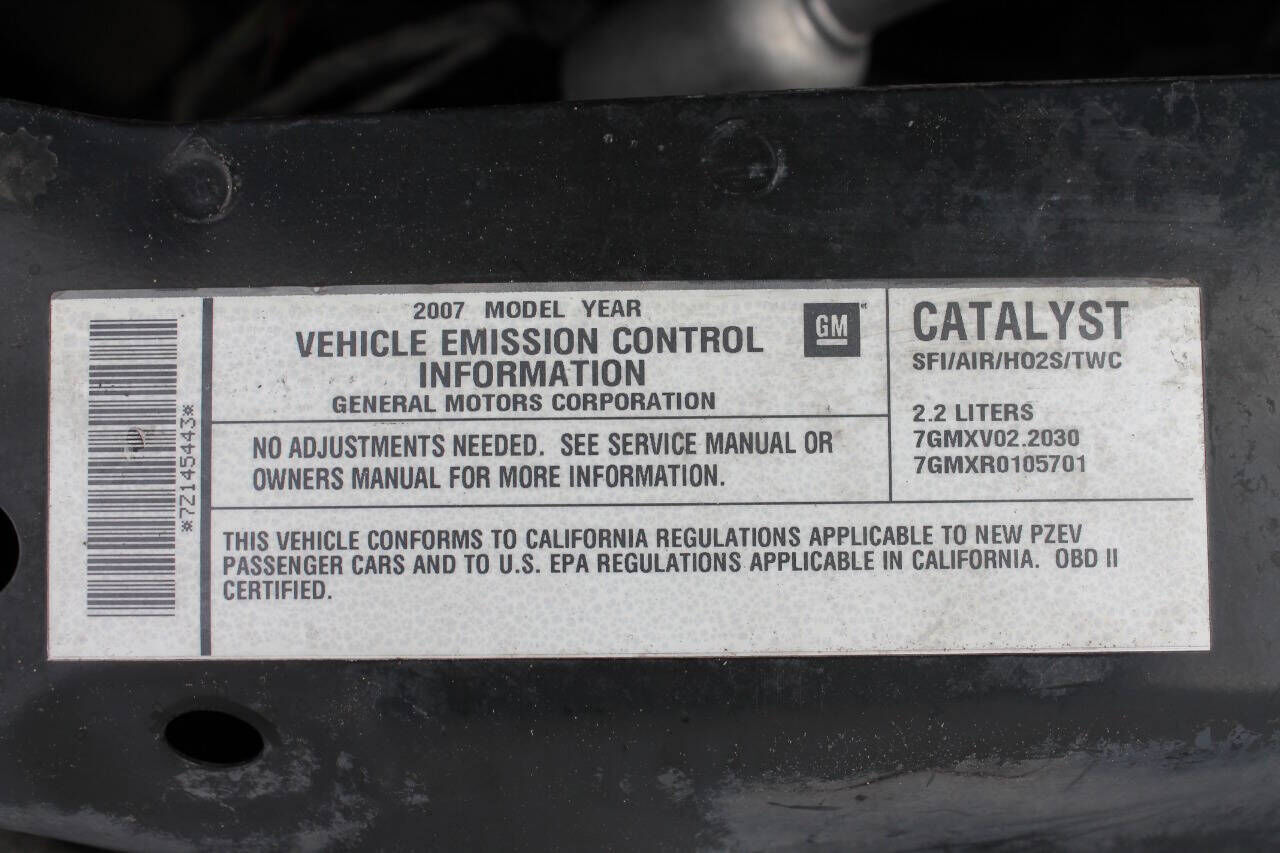 *7Z145443*
2007 MODEL YEAR
VEHICLE EMISSION CONTROL
INFORMATION
GENERAL MOTORS CORPORATION
GM
NO ADJUSTMENTS NEEDED. SEE SERVICE MANUAL OR
OWNERS MANUAL FOR MORE INFORMATION.
CATALYST
SFI/AIR/HO2S/TWC
2.2 LITERS
7GMXV02.2030
7GMXR0105701
THIS VEHICLE CONFORMS TO CALIFORNIA REGULATIONS APPLICABLE TO NEW PZEV
PASSENGER CARS AND TO U.S. EPA REGULATIONS APPLICABLE IN CALIFORNIA. OBD II
CERTIFIED.